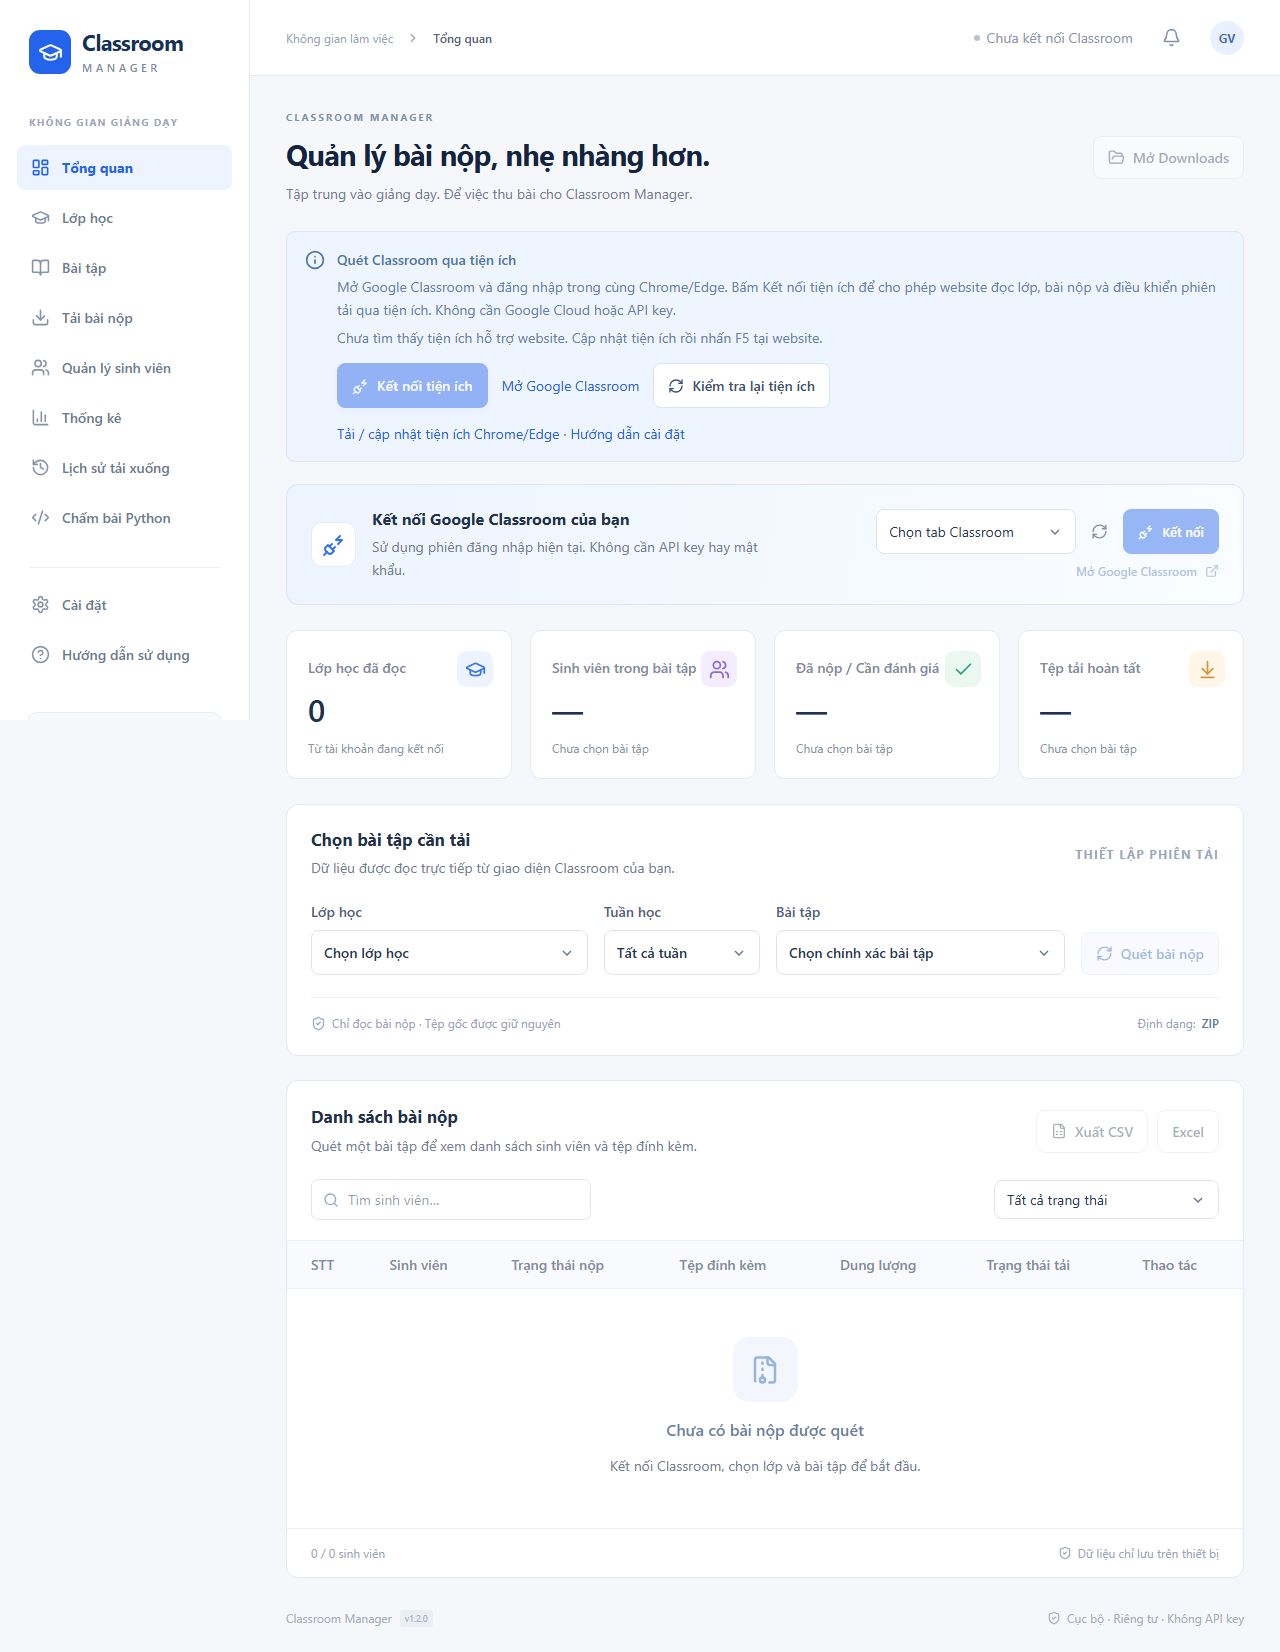 Classroom
MANAGER
KHÔNG GIAN GIẢNG DẠY
Tổng quan
Lớp học
Bài tập
Tải bài nộp
Quản lý sinh viên
Thống kê
Lịch sử tải xuống
Chấm bài Python
Cài đặt
Hướng dẫn sử dụng
Không gian làm việc
Tổng quan
Chưa kết nối Classroom
GV
CLASSROOM MANAGER
Quản lý bài nộp, nhẹ nhàng hơn.
Tập trung vào giảng dạy. Để việc thu bài cho Classroom Manager.
Mở Downloads
Quét Classroom qua tiện ích
Mở Google Classroom và đăng nhập trong cùng Chrome/Edge. Bấm Kết nối tiện ích để cho phép website đọc lớp, bài nộp và điều khiển phiên
tải qua tiện ích. Không cần Google Cloud hoặc API key.
Chưa tìm thấy tiện ích hỗ trợ website. Cập nhật tiện ích rồi nhấn F5 tại website.
Kết nối tiện ích
Mở Google Classroom
Kiểm tra lại tiện ích
Tải / cập nhật tiện ích Chrome/Edge · Hướng dẫn cài đặt
Kết nối Google Classroom của bạn
Sử dụng phiên đăng nhập hiện tại. Không cần API key hay mật
khẩu.
Chọn tab Classroom
Kết nối
Mở Google Classroom
Lớp học đã đọc
0
Từ tài khoản đang kết nối
Sinh viên trong bài tập
—
Chưa chọn bài tập
Đã nộp / Cần đánh giá
—
Chưa chọn bài tập
Tệp tải hoàn tất
—
Chưa chọn bài tập
Chọn bài tập cần tải
Dữ liệu được đọc trực tiếp từ giao diện Classroom của bạn.
THIẾT LẬP PHIÊN TẢI
Lớp học
Tuần học
Bài tập
Chọn lớp học
Tất cả tuần
Chọn chính xác bài tập
Quét bài nộp
Chỉ đọc bài nộp · Tệp gốc được giữ nguyên
Định dạng: ZIP
Danh sách bài nộp
Quét một bài tập để xem danh sách sinh viên và tệp đính kèm.
Xuất CSV
Excel
Tìm sinh viên...
Tất cả trạng thái
STT
Sinh viên
Trạng thái nộp
Tệp đính kèm
Dung lượng
Trạng thái tải
Thao tác
Chưa có bài nộp được quét
Kết nối Classroom, chọn lớp và bài tập để bắt đầu.
0 / 0 sinh viên
Dữ liệu chỉ lưu trên thiết bị
Classroom Manager
v1.2.0
Cục bộ · Riêng tư · Không API key